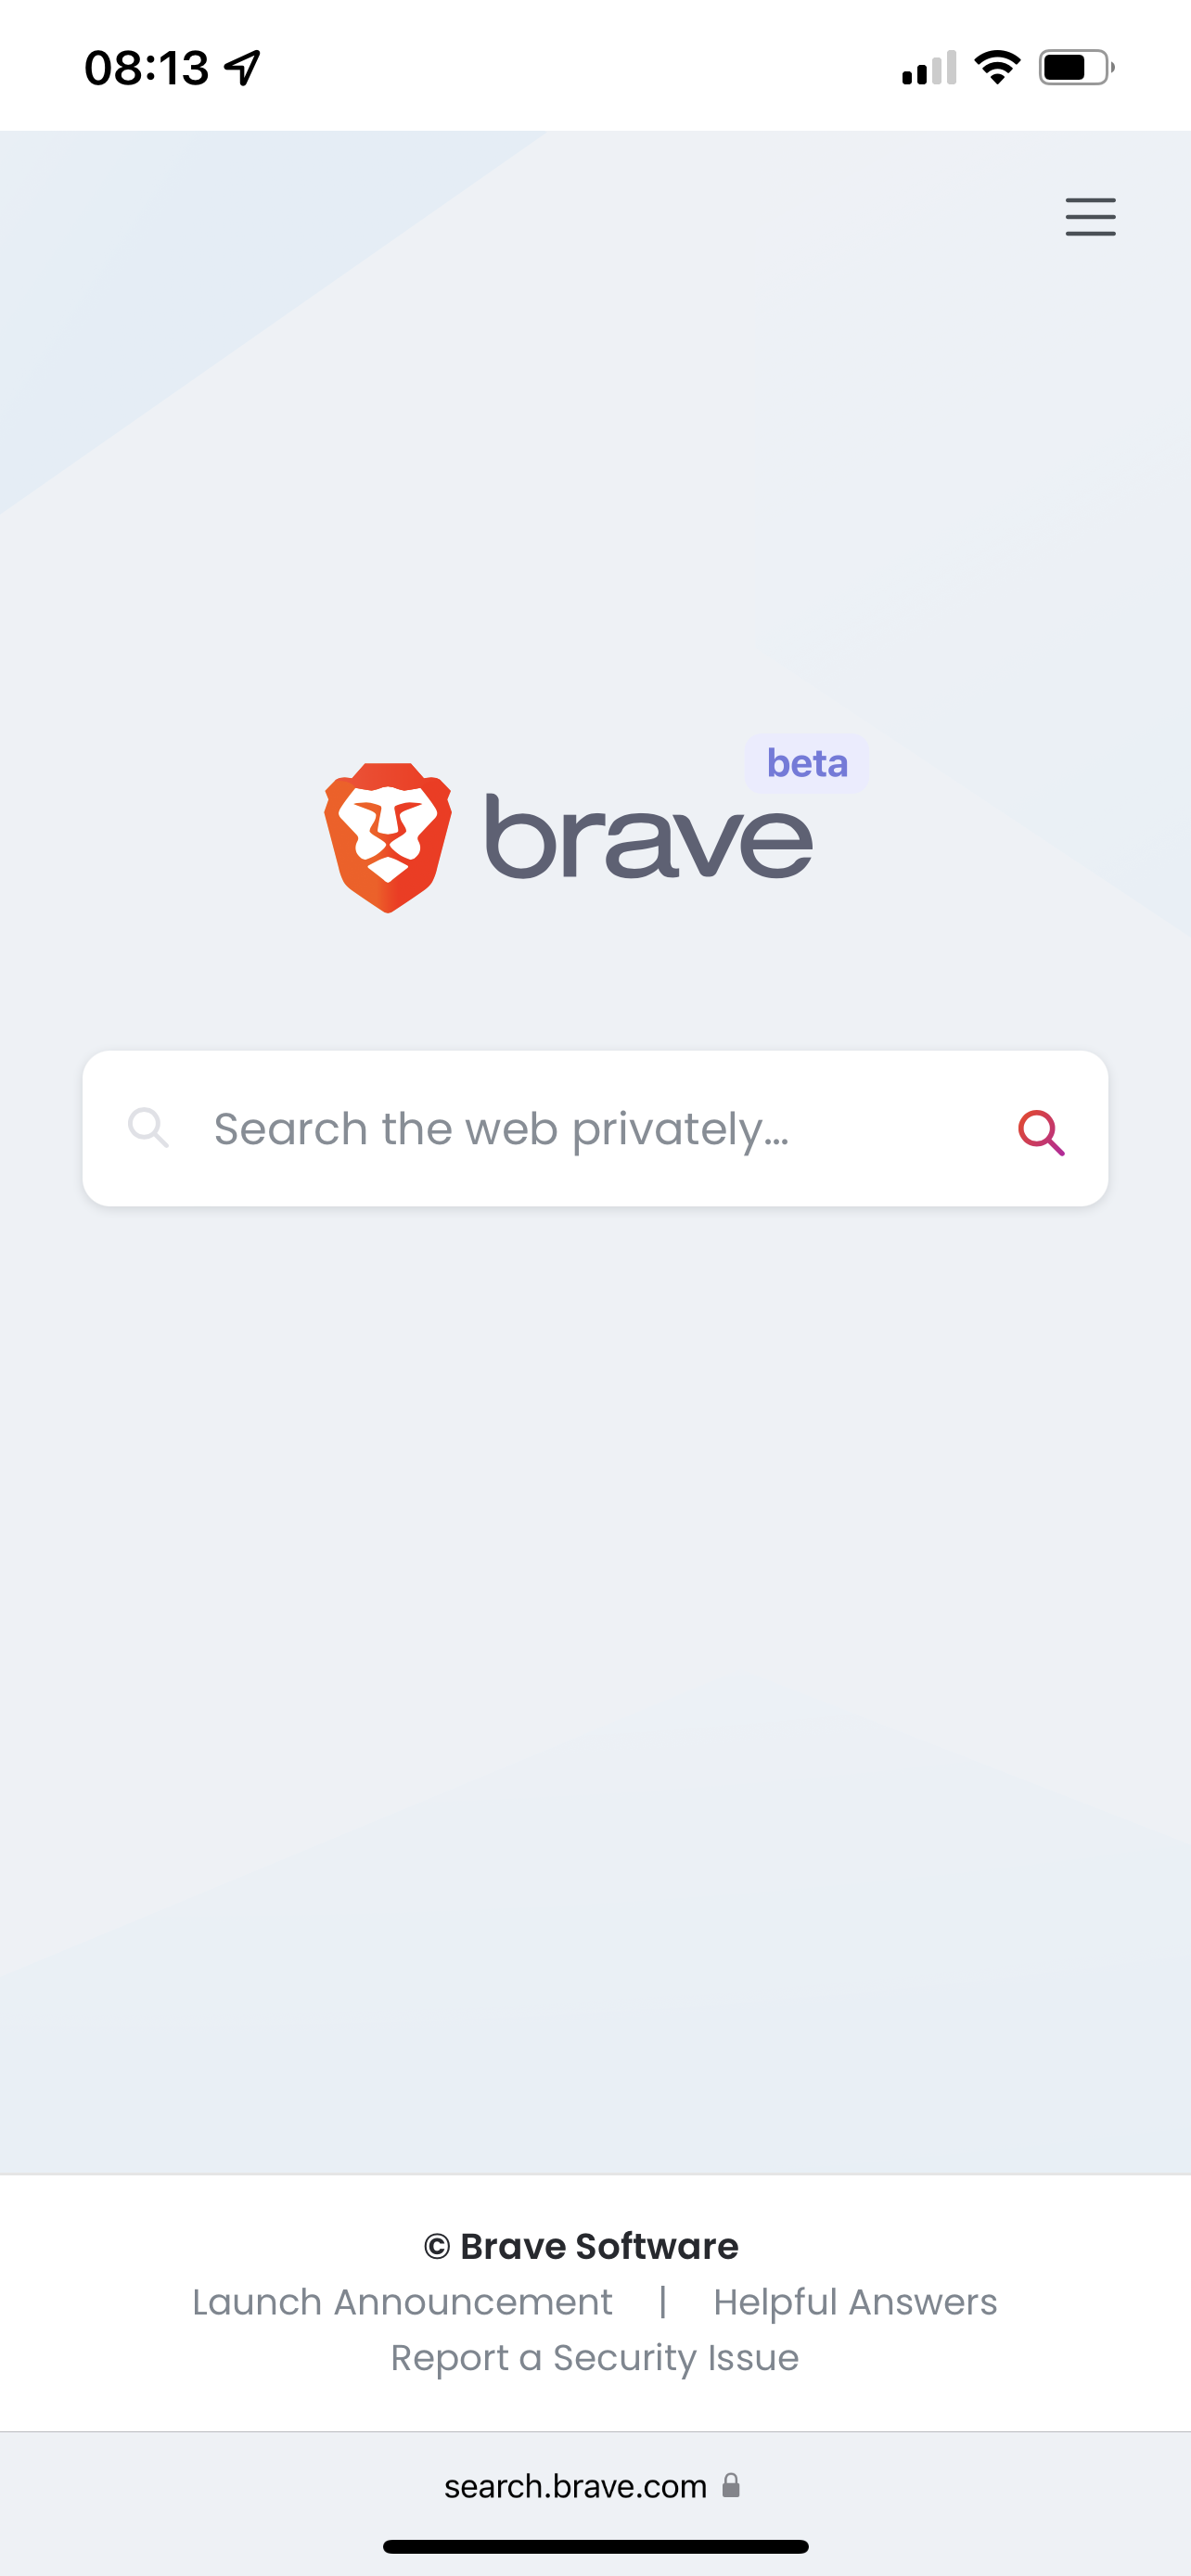 08:13
beta
brave
Search the web privately...
© Brave Software
Launch Announcement | Helpful Answers
Report a Security Issue
search.brave.com